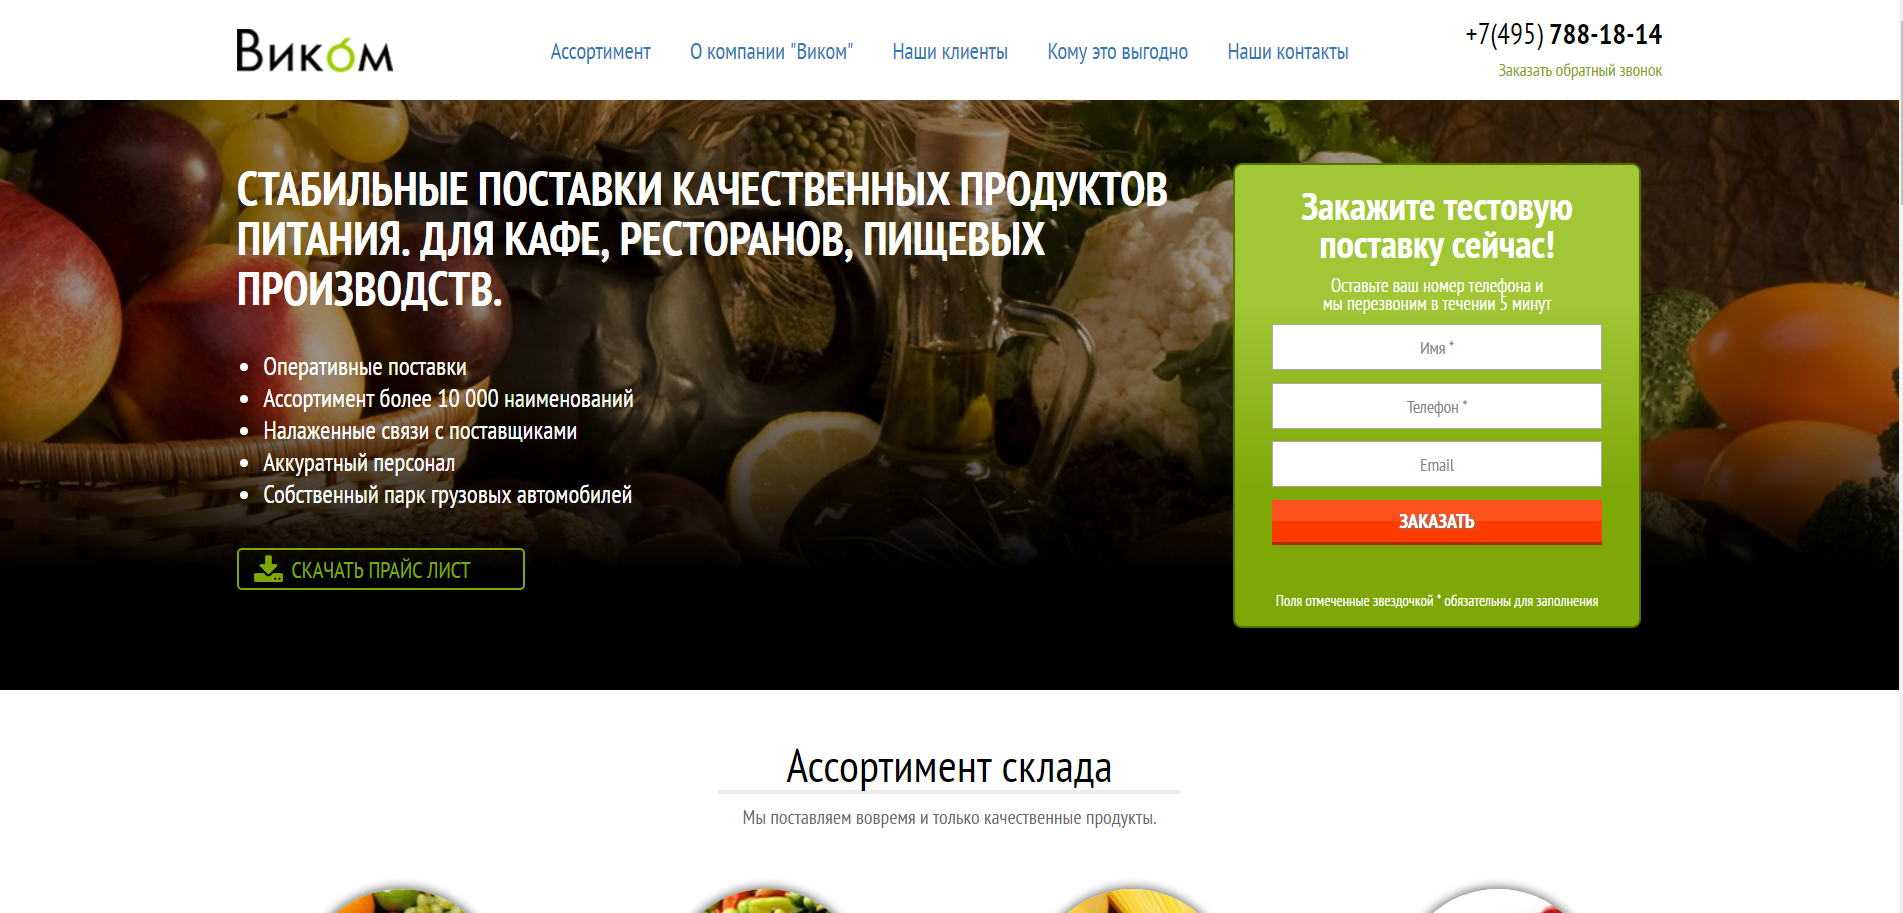 Виком
Ассортимент
О компании "Виком"
Наши клиенты
Кому это выгодно
Наши контакты
+7(495) 788-18-14
Заказать обратный звонок
СТАБИЛЬНЫЕ ПОСТАВКИ КАЧЕСТВЕННЫХ ПРОДУКТОВ
ПИТАНИЯ. ДЛЯ КАФЕ, РЕСТОРАНОВ, ПИЩЕВЫХ
ПРОИЗВОДСТВ.
Оперативные поставки
Ассортимент более 10 000 наименований
Налаженные связи с поставщиками
Аккуратный персонал
Собственный парк грузовых автомобилей
СКАЧАТЬ ПРАЙС ЛИСТ
Закажите тестовую
поставку сейчас!
Оставьте ваш номер телефона и
мы перезвоним в течении 5 минут
Имя *
Телефон *
Email
ЗАКАЗАТЬ
Поля отмеченные звездочкой * обязательны для заполнения
Ассортимент склада
Мы поставляем вовремя и только качественные продукты.